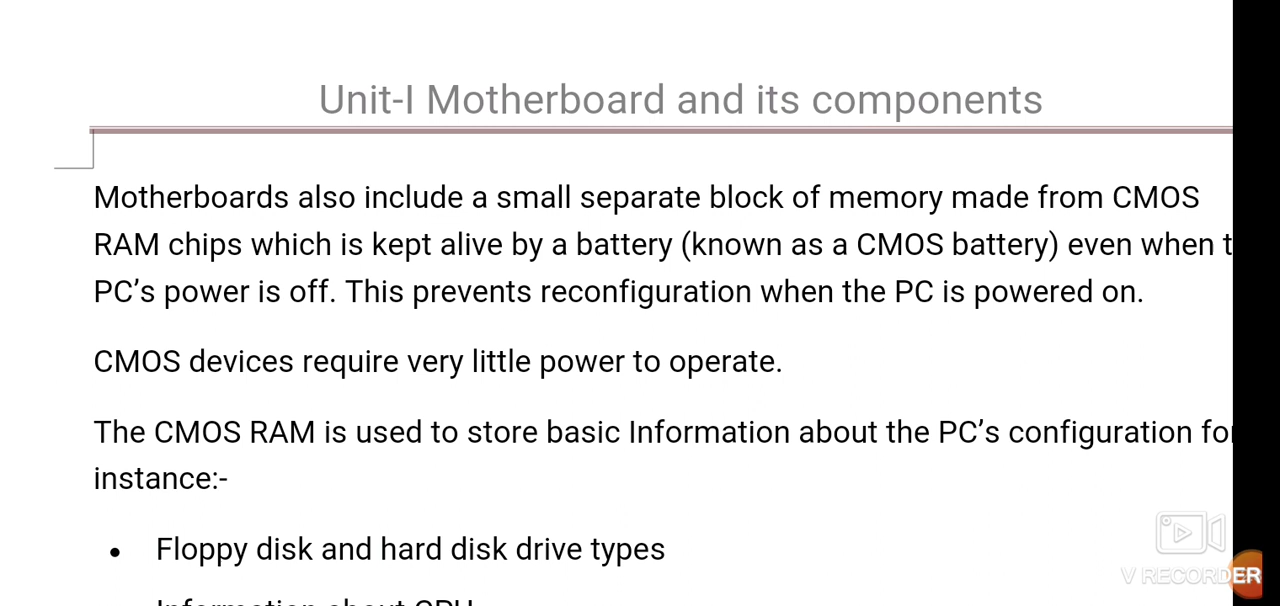 Unit-I Motherboard and its components
Motherboards also include a small separate block of memory made from CMOS
RAM chips which is kept alive by a battery (known as a CMOS battery) even when t
PC’s power is off. This prevents reconfiguration when the PC is powered on.
CMOS devices require very little power to operate.
The CMOS RAM is used to store basic Information about the PC’s configuration for
instance:-
• Floppy disk and hard disk drive types
Information about CPU
V RECORDER